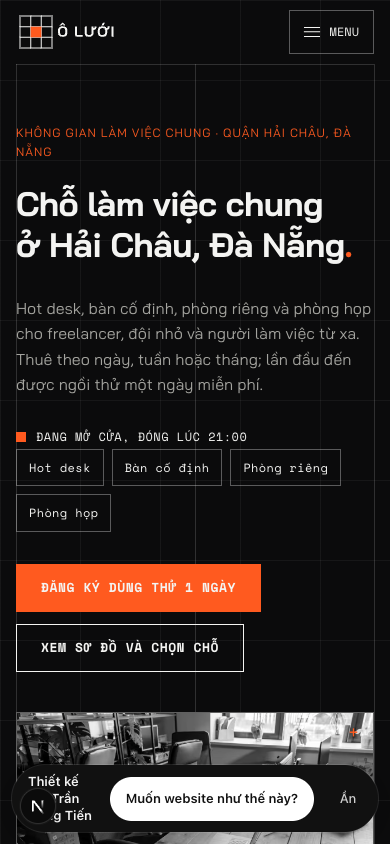 Ô LƯỚI
MENU
KHÔNG GIAN LÀM VIỆC CHUNG · QUẬN HẢI CHÂU, ĐÀ
NẴNG
Chỗ làm việc chung
ở Hải Châu, Đà Nẵng.
Hot desk, bàn cố định, phòng riêng và phòng họp
cho freelancer, đội nhỏ và người làm việc từ xa.
Thuê theo ngày, tuần hoặc tháng; lần đầu đến
được ngồi thử một ngày miễn phí.
ĐANG MỞ CỬA, ĐÓNG LÚC 21:00
Hot desk
Bàn cố định
Phòng riêng
Phòng họp
ĐĂNG KÝ DÙNG THỬ 1 NGÀY
XEM SƠ ĐỒ VÀ CHỌN CHỖ
Thiết kế
Trần
Tiến
N
Muốn website như thế này?
Ẩn